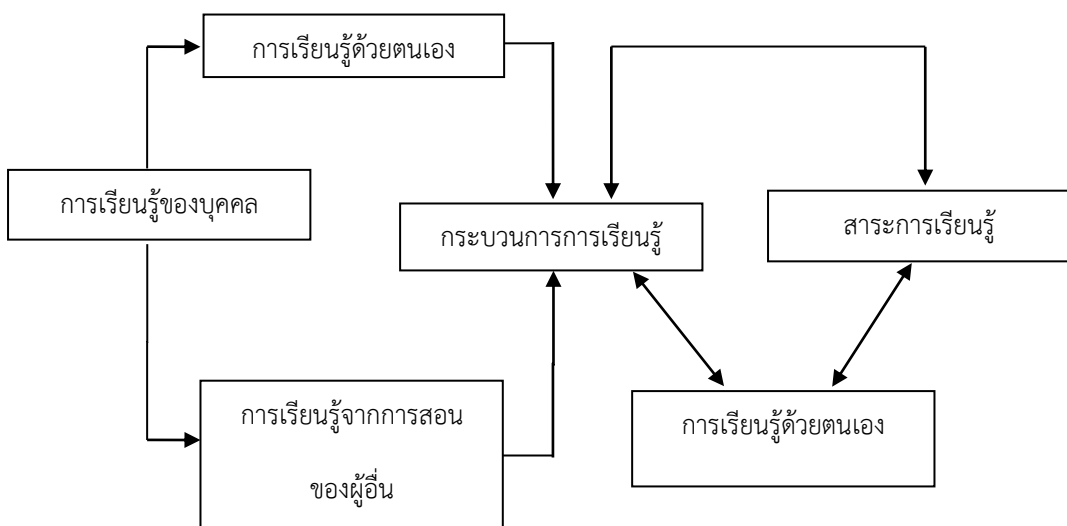 การเรียนรู้ด้วยตนเอง
การเรียนรู้ของบุคคล
กระบวนการการเรียนรู้
สาระการเรียนรู้
การเรียนรู้จากการสอน
ของผู้อื่น
การเรียนรู้ด้วยตนเอง